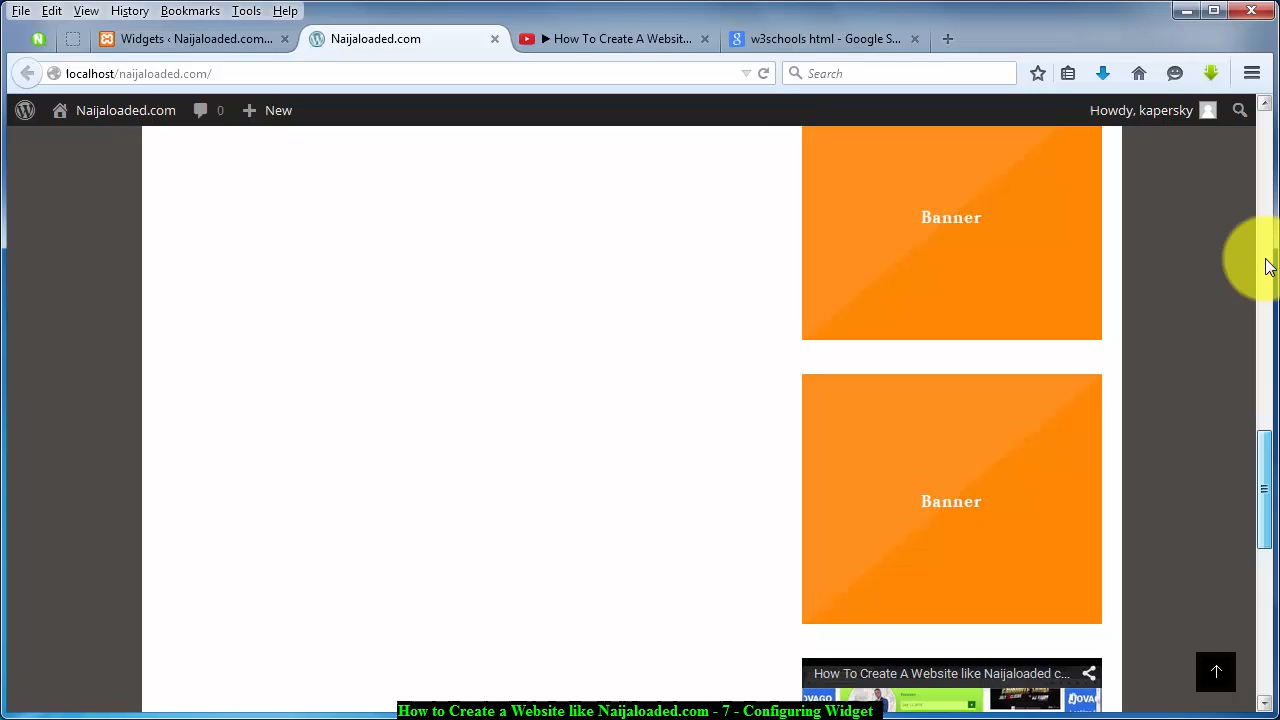 File Edit View History Bookmarks Tools Help
Widgets ‹ Naijaloaded.com...
Naijaloaded.com
▶ How To Create A Websit...
w3schools html - Google S...
localhost/naijaloaded.com/
Search
Naijaloaded.com 0 New
Howdy, kapersky
Banner
Banner
How To Create A Website like Naijaloaded c...
How to Create a Website like Naijaloaded.com - 7 - Configuring Widget